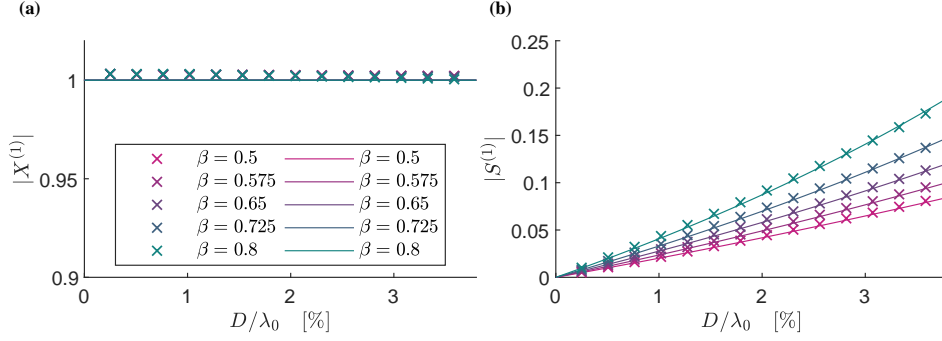 (a)
|X^{(1)}|
1
0.95
0.9
β = 0.5 β = 0.5
β = 0.575 β = 0.575
β = 0.65 β = 0.65
β = 0.725 β = 0.725
β = 0.8 β = 0.8
0 1 2 3
D/λ_0 [%]
(b)
|S^{(1)}|
0.25
0.2
0.15
0.1
0.05
0
0 1 2 3
D/λ_0 [%]